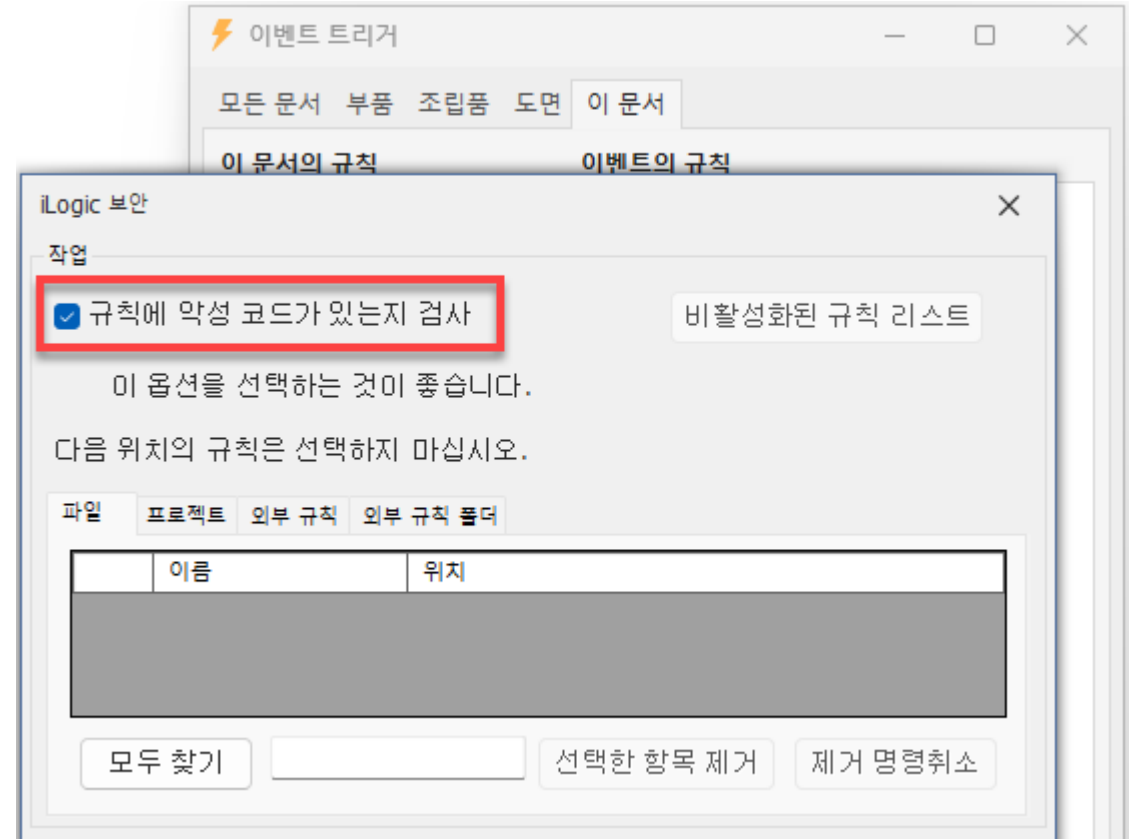 이벤트 트리거
모든 문서 부품 조립품 도면 이 문서
이 문서의 규칙 이벤트의 규칙
iLogic 보안
작업
규칙에 악성 코드가 있는지 검사 비활성화된 규칙 리스트
이 옵션을 선택하는 것이 좋습니다.
다음 위치의 규칙은 선택하지 마십시오.
파일 프로젝트 외부 규칙 외부 규칙 폴더
이름 위치
모두 찾기 선택한 항목 제거 제거 명령취소